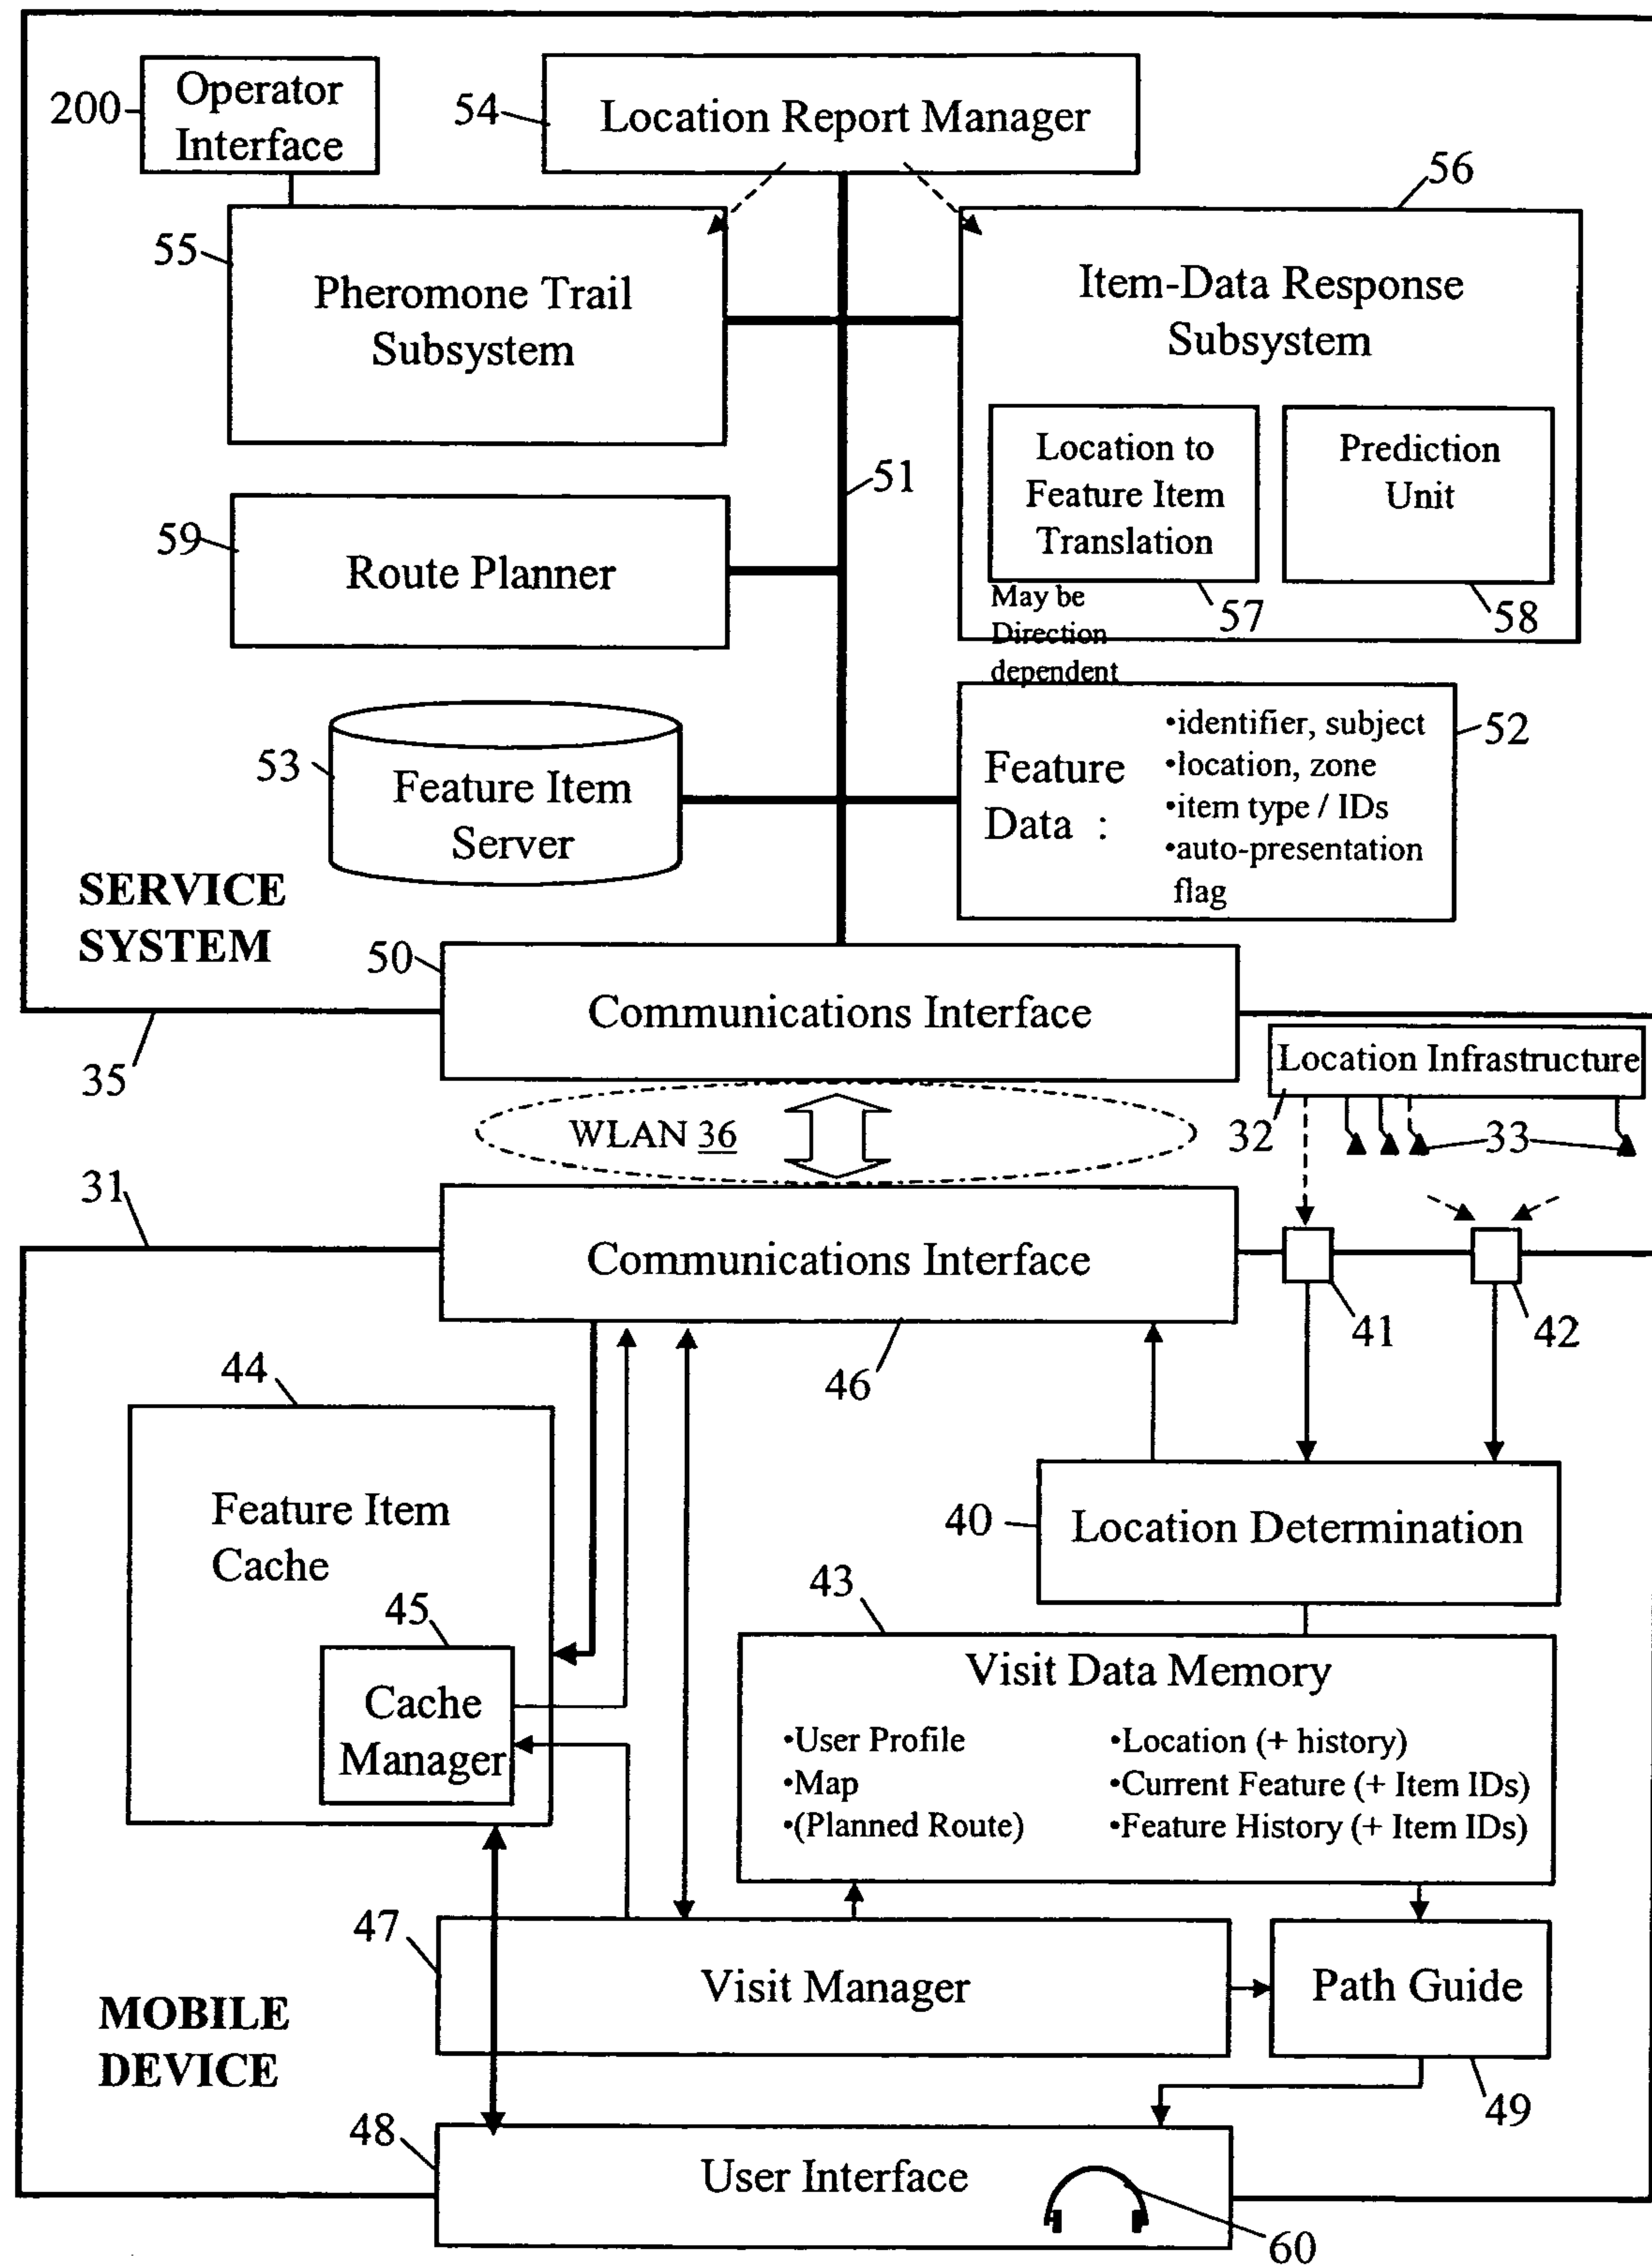 Operator
Interface
200
54
Location Report Manager
56
55
Pheromone Trail
Subsystem
Item-Data Response
Subsystem
Location to
Feature Item
Translation
Prediction
Unit
51
59
Route Planner
57
58
May be
Direction
dependent
53
Feature Item
Server
Feature
Data :
•identifier, subject
•location, zone
•item type / IDs
•auto-presentation
flag
52
SERVICE
SYSTEM
50
Communications Interface
35
Location Infrastructure
WLAN 36
32
33
31
Communications Interface
41
42
46
44
Feature Item
Cache
40
Location Determination
43
45
Cache
Manager
Visit Data Memory
•User Profile
•Map
•(Planned Route)
•Location (+ history)
•Current Feature (+ Item IDs)
•Feature History (+ Item IDs)
47
Visit Manager
Path Guide
MOBILE
DEVICE
49
48
User Interface
60